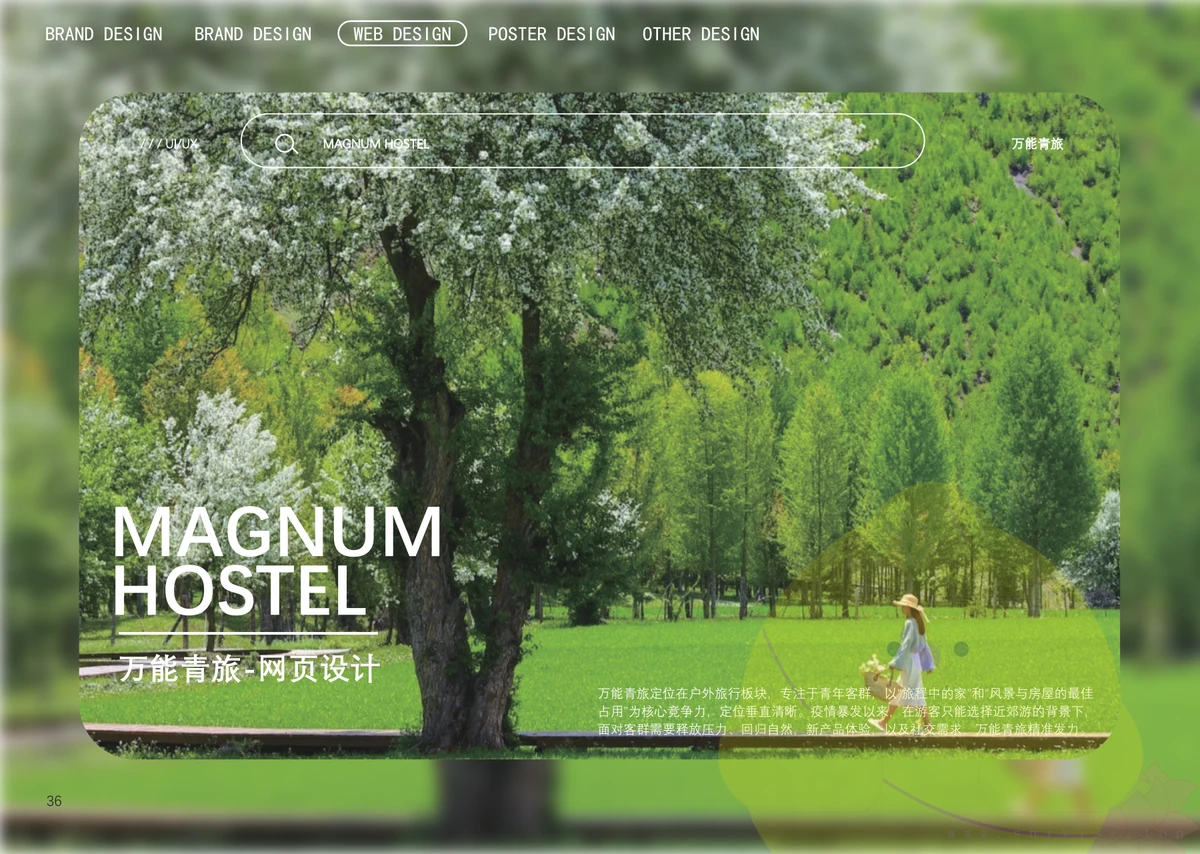 BRAND DESIGN BRAND DESIGN WEB DESIGN POSTER DESIGN OTHER DESIGN
/ / / UI/UX MAGNUM HOSTEL 万能青旅
MAGNUM
HOSTEL
万能青旅-网页设计
万能青旅定位在户外旅行板块，专注于青年客群，以“旅程中的家”和“风景与房屋的最佳
占用”为核心竞争力，定位垂直清晰。疫情暴发以来，在游客只能选择近郊游的背景下，
面对客群需要释放压力、回归自然、新产品体验、以及社交需求，万能青旅精准发力。
36